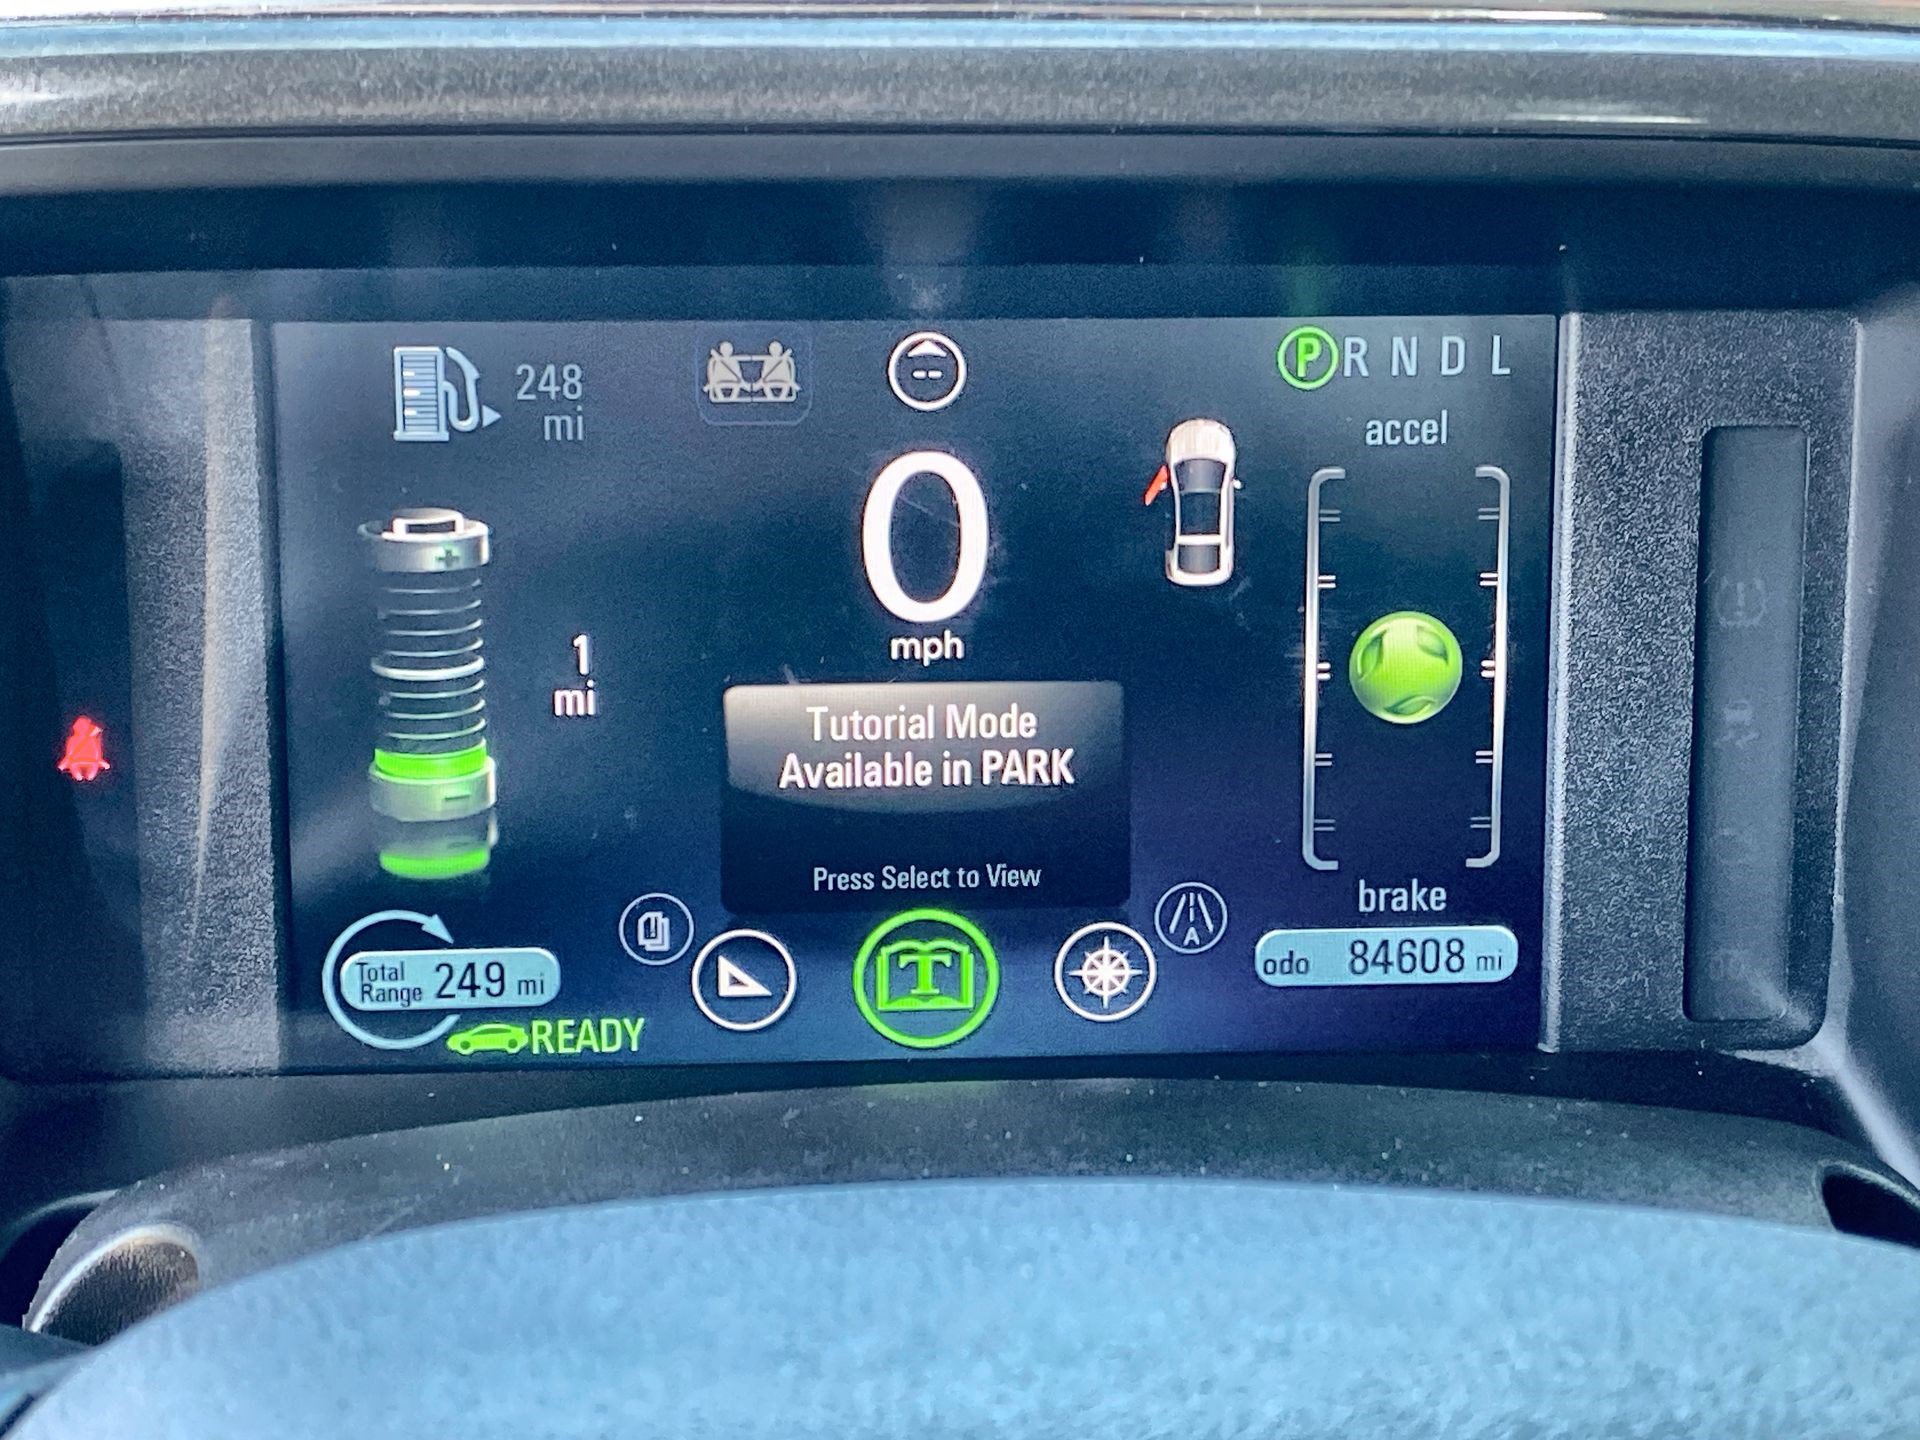 248
mi
--
P R N D L
accel
0
mph
1
mi
Tutorial Mode
Available in PARK
Press Select to View
T
A
brake
Total
Range 249 mi
odo 84608 mi
READY